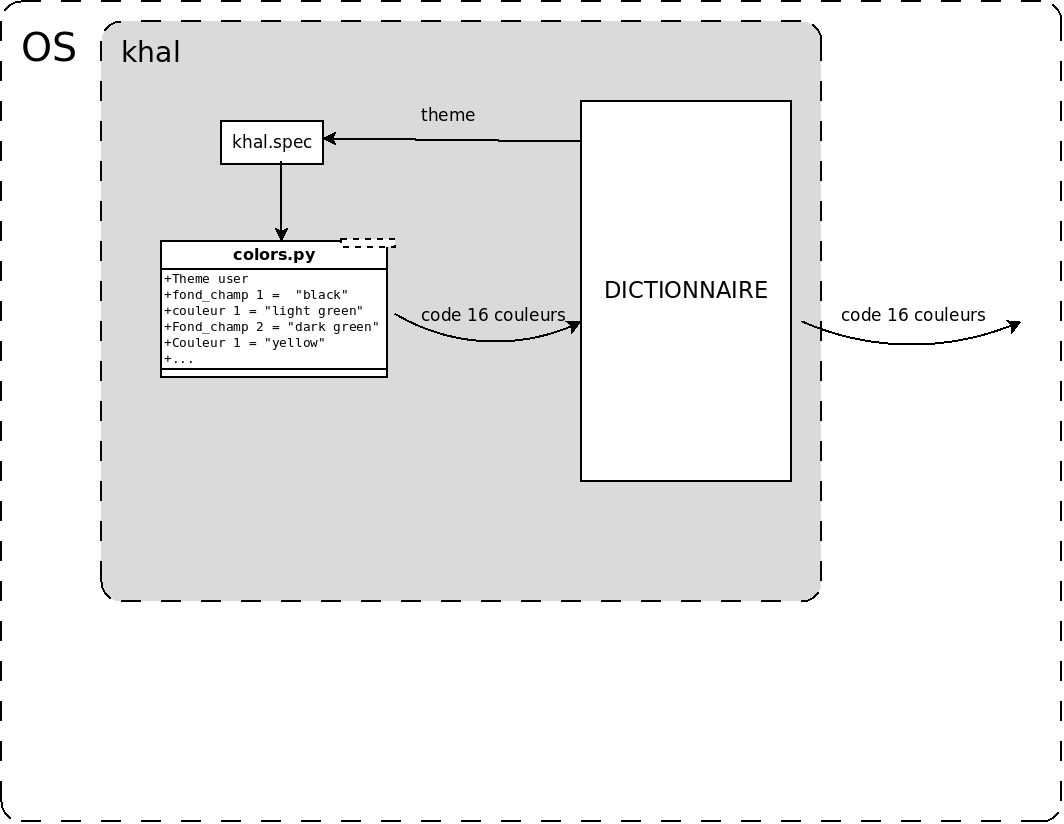 OS
khal
theme
khal.spec
colors.py
+Theme user
+fond_champ 1 =  "black"
+couleur 1 = "light green"
+Fond_champ 2 = "dark green"
+Couleur 1 = "yellow"
+...
code 16 couleurs
DICTIONNAIRE
code 16 couleurs